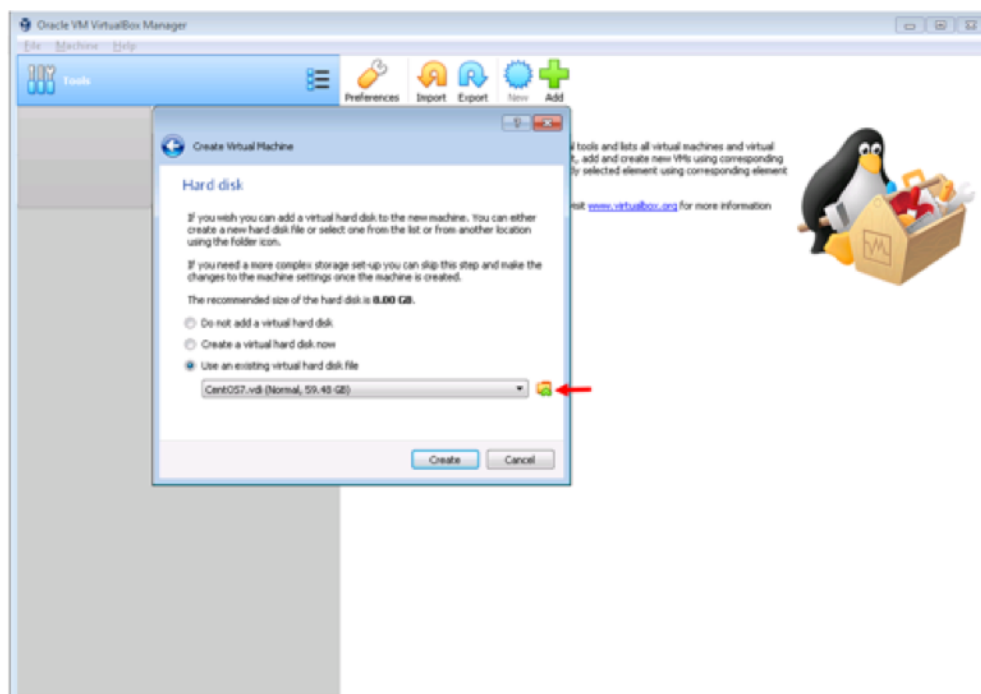 Oracle VM VirtualBox Manager
File Machine Help
Tools
Preferences Import Export New Add
Create Virtual Machine
l tools and lists all virtual machines and virtual
t, add and create new VMs using corresponding
ly selected element using corresponding element
visit www.virtualbox.org for more information
Hard disk
If you wish you can add a virtual hard disk to the new machine. You can either
create a new hard disk file or select one from the list or from another location
using the folder icon.
If you need a more complex storage set-up you can skip this step and make the
changes to the machine settings once the machine is created.
The recommended size of the hard disk is 8.00 GB.
Do not add a virtual hard disk
Create a virtual hard disk now
Use an existing virtual hard disk file
CentOS7.vdi (Normal, 59.48 GB)
Create Cancel